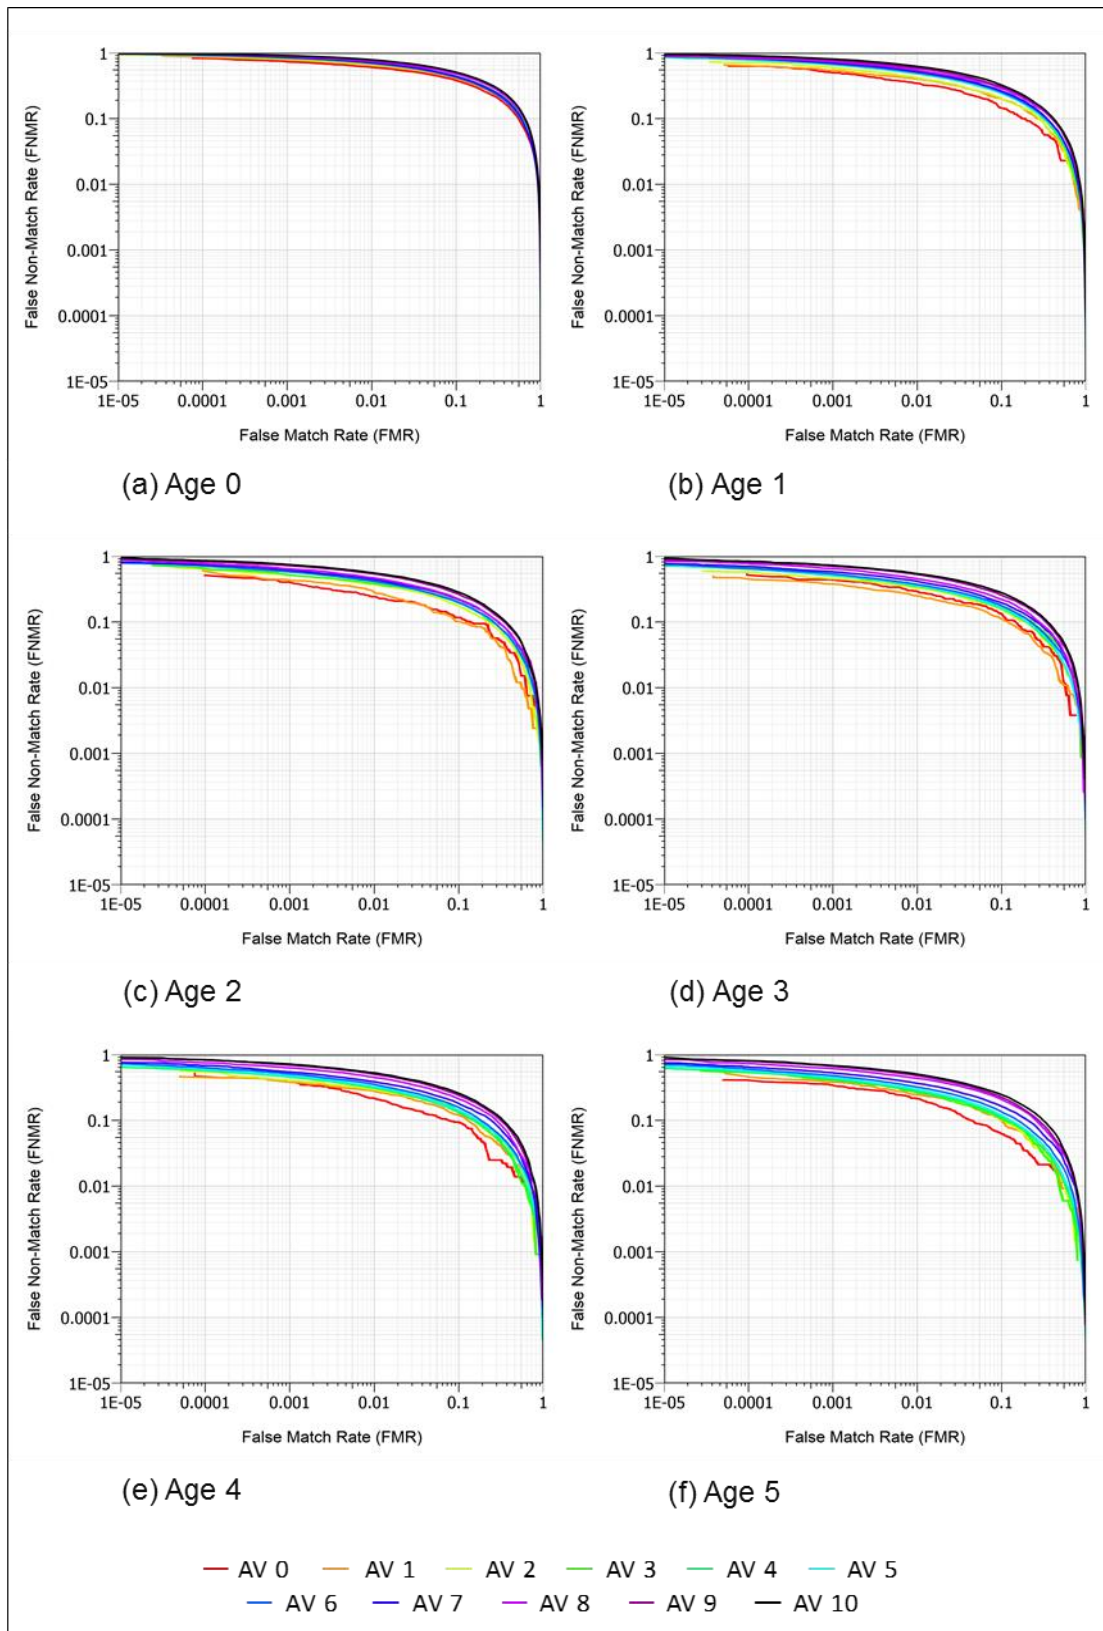 1
0.1
0.01
0.001
0.0001
1E-05
False Non-Match Rate (FNMR)
1E-05 0.0001 0.001 0.01 0.1 1
False Match Rate (FMR)
(a) Age 0
1
0.1
0.01
0.001
0.0001
1E-05
False Non-Match Rate (FNMR)
1E-05 0.0001 0.001 0.01 0.1 1
False Match Rate (FMR)
(b) Age 1
1
0.1
0.01
0.001
0.0001
1E-05
False Non-Match Rate (FNMR)
1E-05 0.0001 0.001 0.01 0.1 1
False Match Rate (FMR)
(c) Age 2
1
0.1
0.01
0.001
0.0001
1E-05
False Non-Match Rate (FNMR)
1E-05 0.0001 0.001 0.01 0.1 1
False Match Rate (FMR)
(d) Age 3
1
0.1
0.01
0.001
0.0001
1E-05
False Non-Match Rate (FNMR)
1E-05 0.0001 0.001 0.01 0.1 1
False Match Rate (FMR)
(e) Age 4
1
0.1
0.01
0.001
0.0001
1E-05
False Non-Match Rate (FNMR)
1E-05 0.0001 0.001 0.01 0.1 1
False Match Rate (FMR)
(f) Age 5
AV 0 AV 1 AV 2 AV 3 AV 4 AV 5
AV 6 AV 7 AV 8 AV 9 AV 10